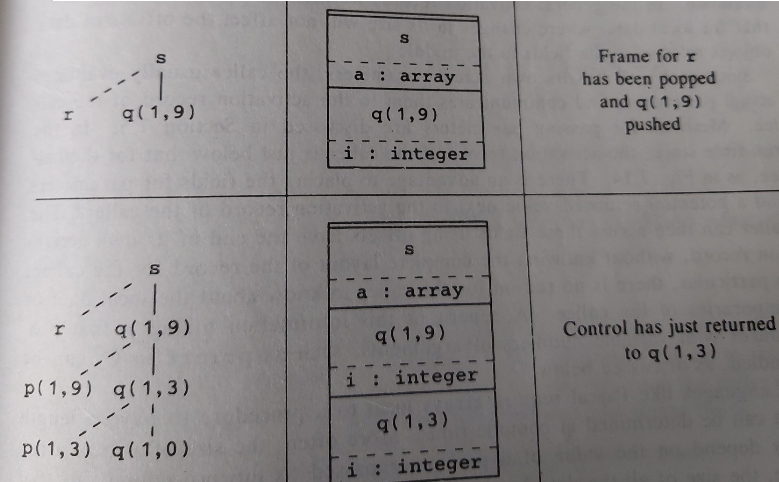 s
r q(1,9)
s
a : array
q(1,9)
i : integer
Frame for r
has been popped
and q(1,9)
pushed
s
r q(1,9)
p(1,9) q(1,3)
p(1,3) q(1,0)
s
a : array
q(1,9)
i : integer
q(1,3)
i : integer
Control has just returned
to q(1,3)